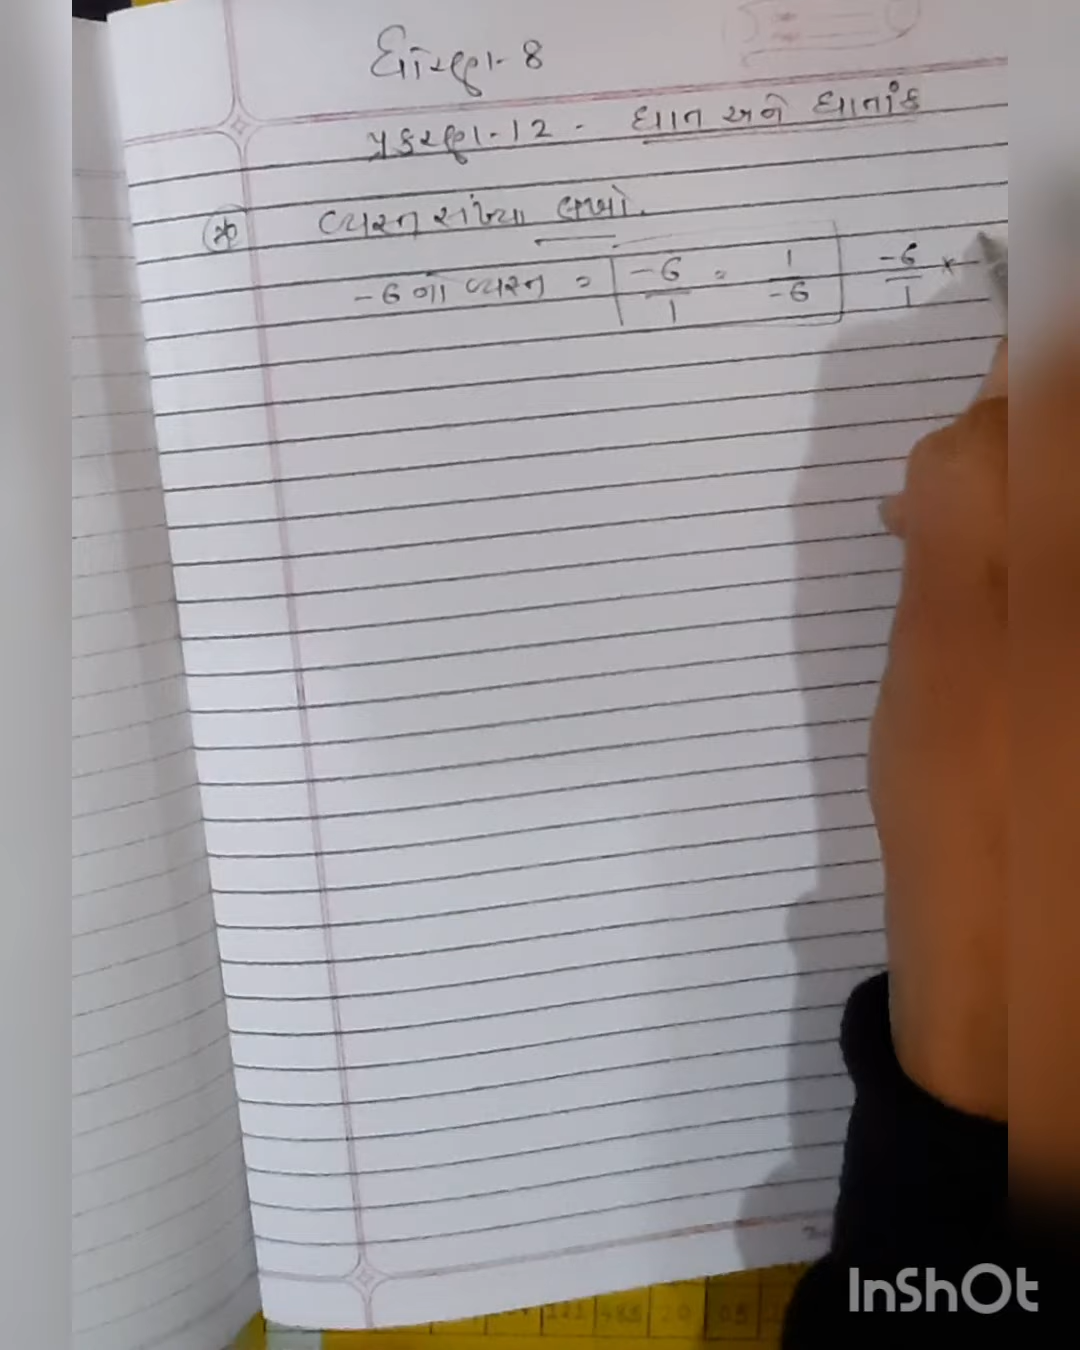 ધોરણ - 8
પ્રકરણ - 12 - ઘાત અને ઘાતાંક
* વ્યસ્ત સંખ્યા લખો.
-6 નો વ્યસ્ત = -6/1 = 1/-6 -6/1 ×
InShOt